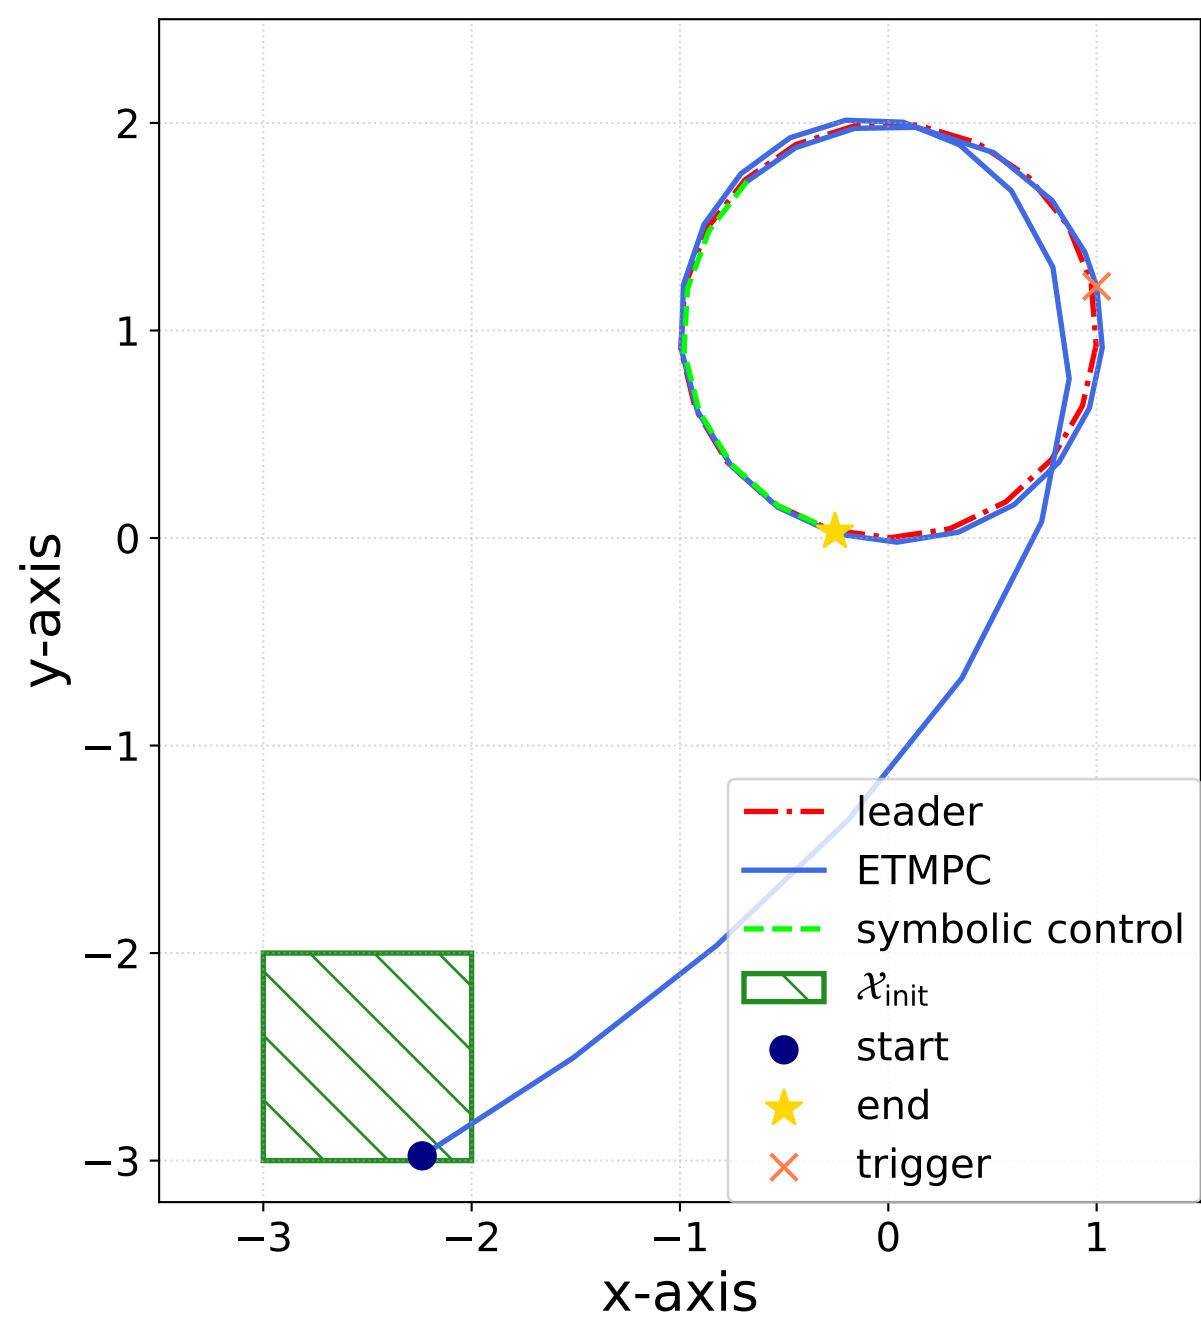 2
1
0
−1
−2
−3
y-axis
−3
−2
−1
0
1
x-axis
leader
ETMPC
symbolic control
𝒳init
start
end
trigger